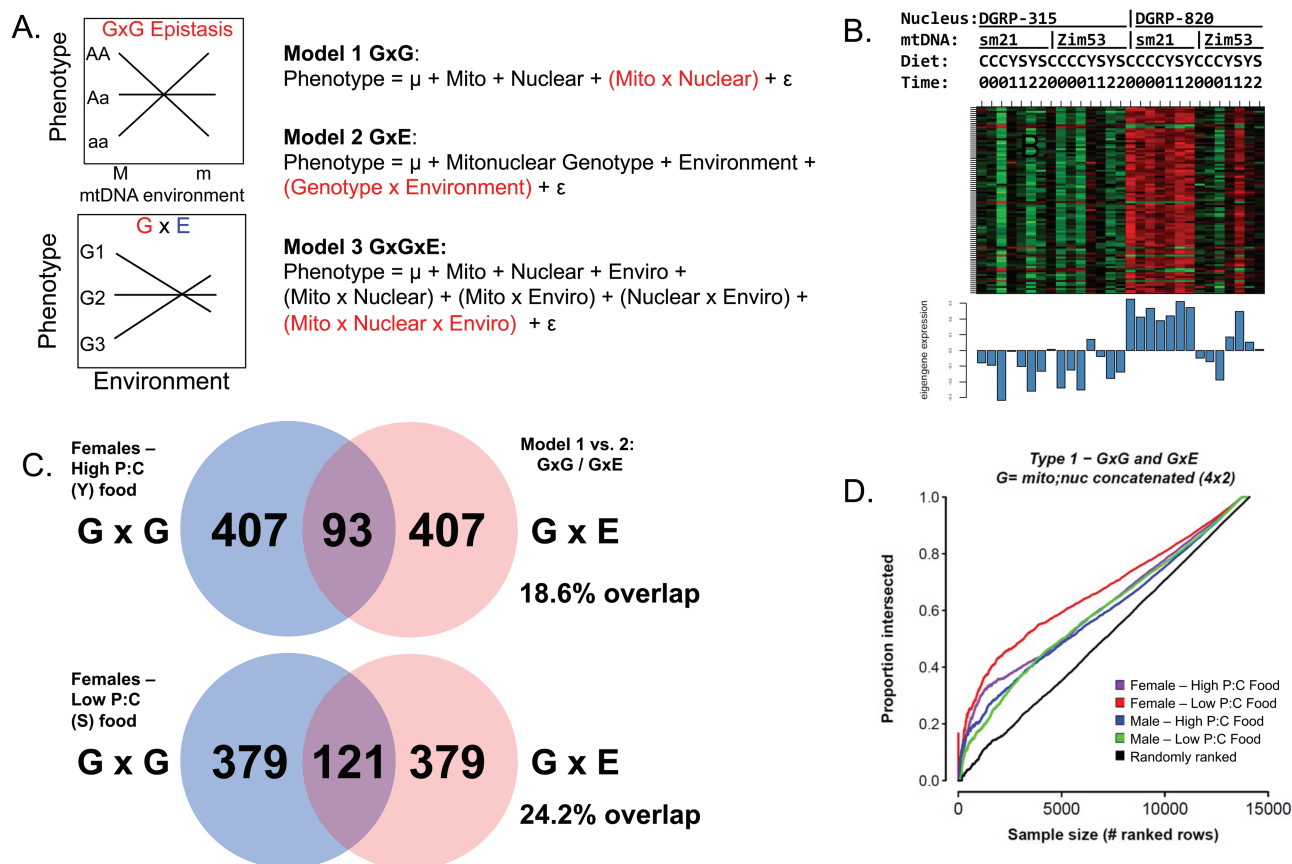 A.
GxG Epistasis
AA
Aa
aa
Phenotype
M m
mtDNA environment
G x E
G1
G2
G3
Phenotype
Environment
Model 1 GxG:
Phenotype = μ + Mito + Nuclear + (Mito x Nuclear) + ε
Model 2 GxE:
Phenotype = μ + Mitonuclear Genotype + Environment +
(Genotype x Environment) + ε
Model 3 GxGxE:
Phenotype = μ + Mito + Nuclear + Enviro +
(Mito x Nuclear) + (Mito x Enviro) + (Nuclear x Enviro) +
(Mito x Nuclear x Enviro) + ε
B.
Nucleus:DGRP-315 |DGRP-820
mtDNA: sm21 |Zim53 |sm21 |Zim53
Diet: CCCYSYSCCCCYSYSCCCCYSYCCCYSYS
Time: 00011220000112200001120001122
B
eigengene expression
C.
Females –
High P:C
(Y) food
Model 1 vs. 2:
GxG / GxE
G x G 407 93 407 G x E
18.6% overlap
Females –
Low P:C
(S) food
G x G 379 121 379 G x E
24.2% overlap
D.
Type 1 – GxG and GxE
G= mito;nuc concatenated (4x2)
Proportion intersected
1.0
0.8
0.6
0.4
0.2
0.0
Female – High P:C Food
Female – Low P:C Food
Male – High P:C Food
Male – Low P:C Food
Randomly ranked
0 5000 10000 15000
Sample size (# ranked rows)